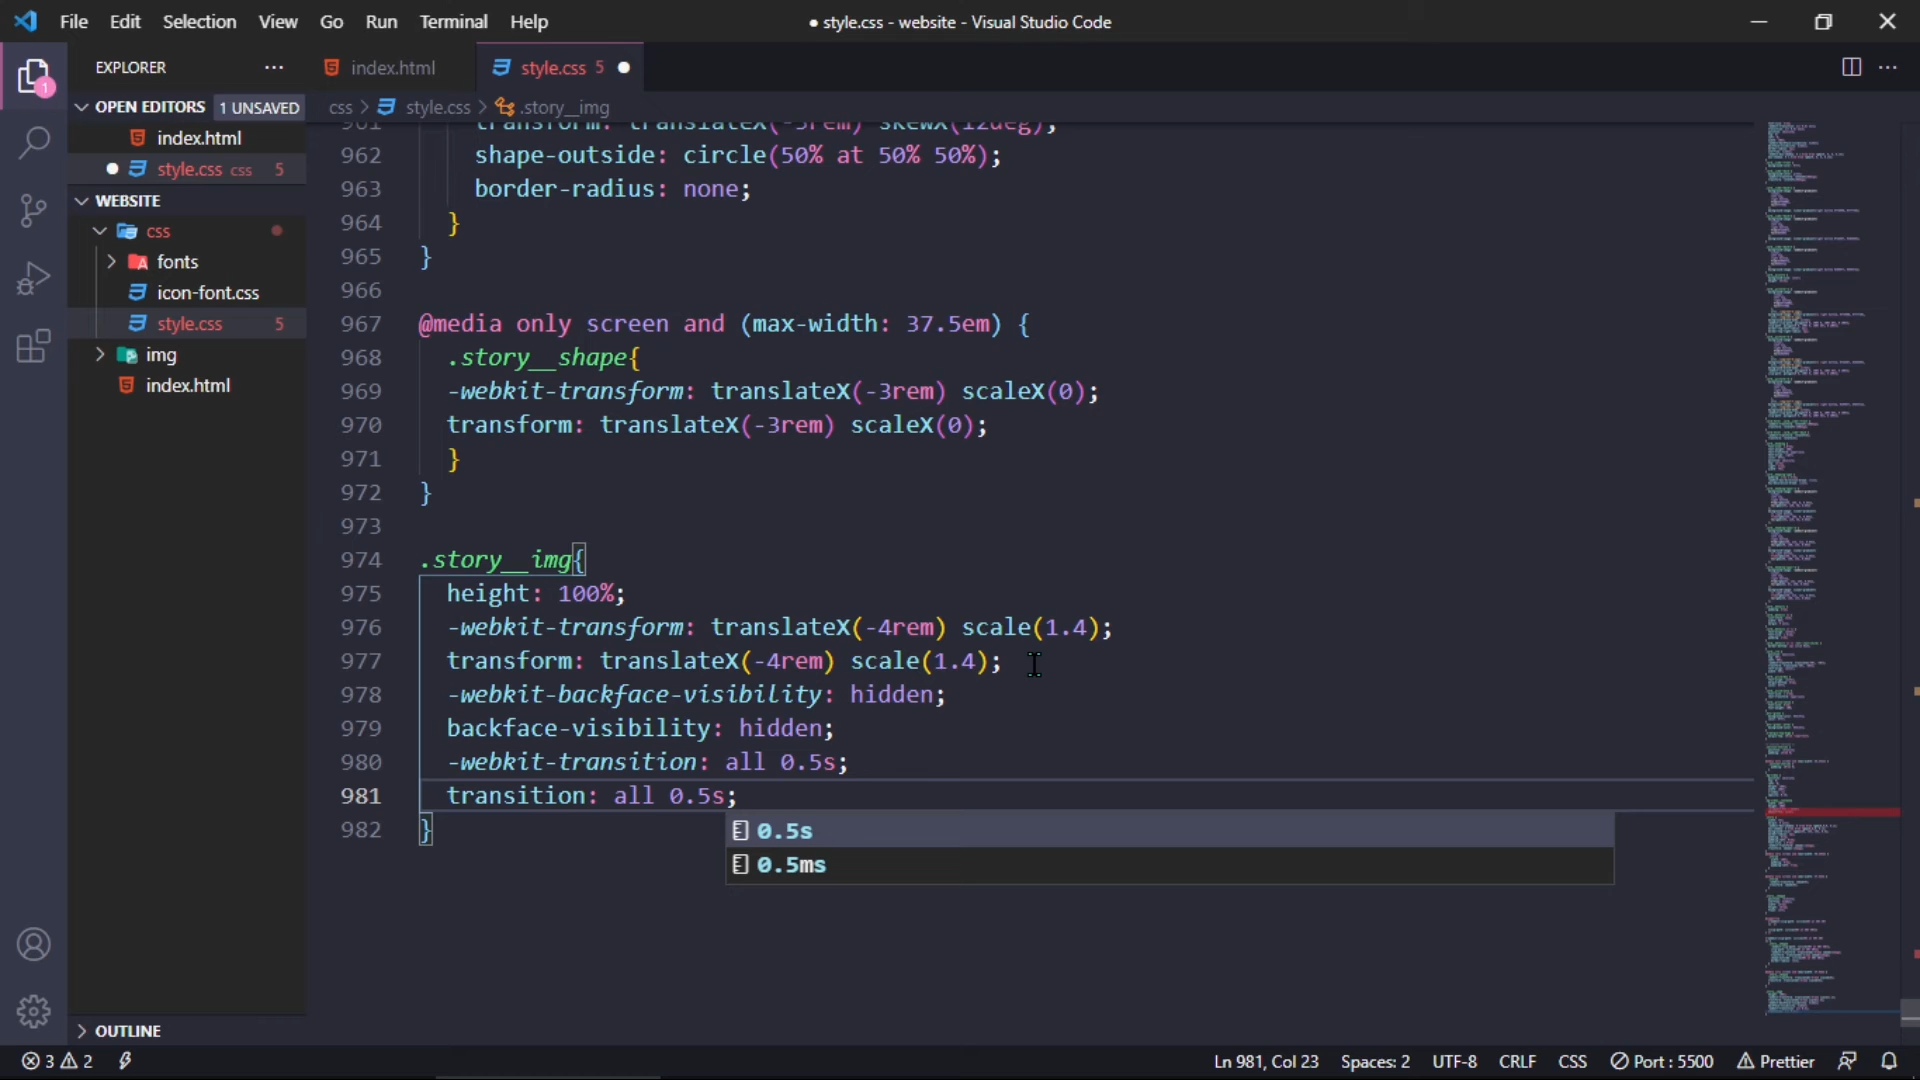 File Edit Selection View Go Run Terminal Help
● style.css - website - Visual Studio Code
EXPLORER
index.html
style.css 5
OPEN EDITORS 1 UNSAVED
css > style.css > .story__img
index.html
style.css css 5
WEBSITE
css
fonts
icon-font.css
style.css 5
img
index.html
OUTLINE
961 transform: translateX(-3rem) skewX(12deg);
962 shape-outside: circle(50% at 50% 50%);
963 border-radius: none;
964 }
965 }
966
967 @media only screen and (max-width: 37.5em) {
968 .story__shape{
969 -webkit-transform: translateX(-3rem) scaleX(0);
970 transform: translateX(-3rem) scaleX(0);
971 }
972 }
973
974 .story__img{
975 height: 100%;
976 -webkit-transform: translateX(-4rem) scale(1.4);
977 transform: translateX(-4rem) scale(1.4);
978 -webkit-backface-visibility: hidden;
979 backface-visibility: hidden;
980 -webkit-transition: all 0.5s;
981 transition: all 0.5s;
982 }
0.5s
0.5ms
1
3 2
Ln 981, Col 23 Spaces: 2 UTF-8 CRLF CSS Port : 5500 Prettier